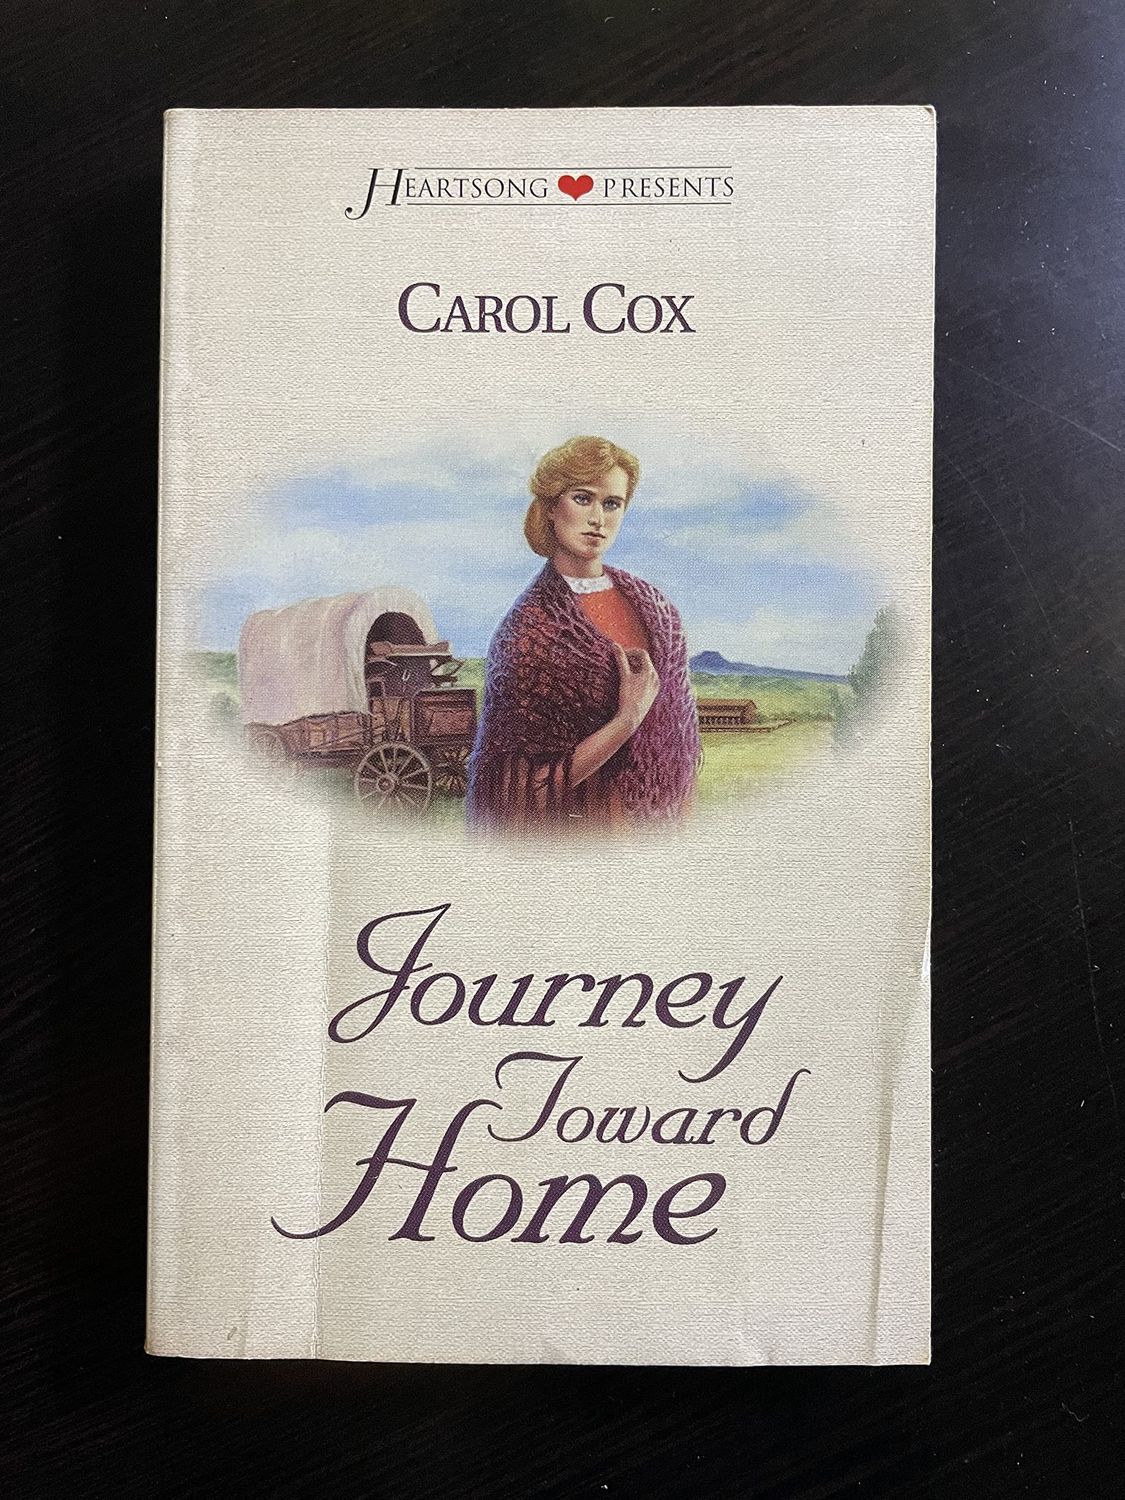 HEARTSONG PRESENTS
CAROL COX
Journey
Toward
Home